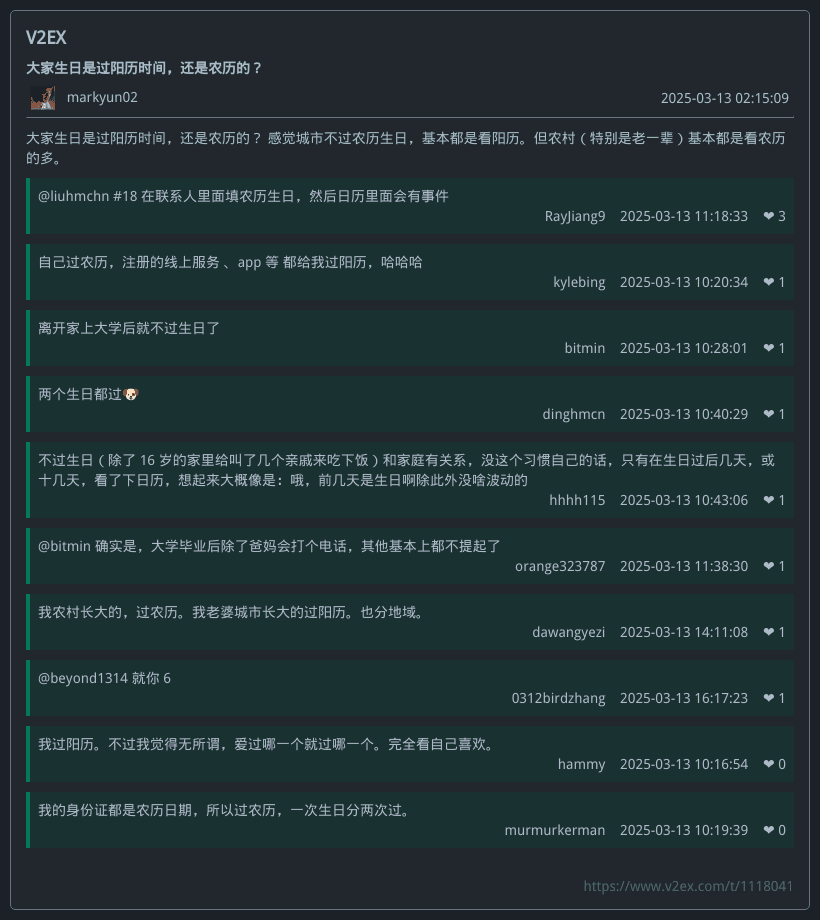 V2EX
大家生日是过阳历时间，还是农历的？
markyun02 2025-03-13 02:15:09
大家生日是过阳历时间，还是农历的？ 感觉城市不过农历生日，基本都是看阳历。但农村（特别是老一辈）基本都是看农历
的多。
@liuhmchn #18 在联系人里面填农历生日，然后日历里面会有事件
RayJiang9 2025-03-13 11:18:33 ❤ 3
自己过农历，注册的线上服务 、app 等 都给我过阳历，哈哈哈
kylebing 2025-03-13 10:20:34 ❤ 1
离开家上大学后就不过生日了
bitmin 2025-03-13 10:28:01 ❤ 1
两个生日都过🐶
dinghmcn 2025-03-13 10:40:29 ❤ 1
不过生日（除了 16 岁的家里给叫了几个亲戚来吃下饭）和家庭有关系，没这个习惯自己的话，只有在生日过后几天，或
十几天，看了下日历，想起来大概像是：哦，前几天是生日啊除此外没啥波动的
hhhh115 2025-03-13 10:43:06 ❤ 1
@bitmin 确实是，大学毕业后除了爸妈会打个电话，其他基本上都不提起了
orange323787 2025-03-13 11:38:30 ❤ 1
我农村长大的，过农历。我老婆城市长大的过阳历。也分地域。
dawangyezi 2025-03-13 14:11:08 ❤ 1
@beyond1314 就你 6
0312birdzhang 2025-03-13 16:17:23 ❤ 1
我过阳历。不过我觉得无所谓，爱过哪一个就过哪一个。完全看自己喜欢。
hammy 2025-03-13 10:16:54 ❤ 0
我的身份证都是农历日期，所以过农历，一次生日分两次过。
murmurkerman 2025-03-13 10:19:39 ❤ 0
https://www.v2ex.com/t/1118041